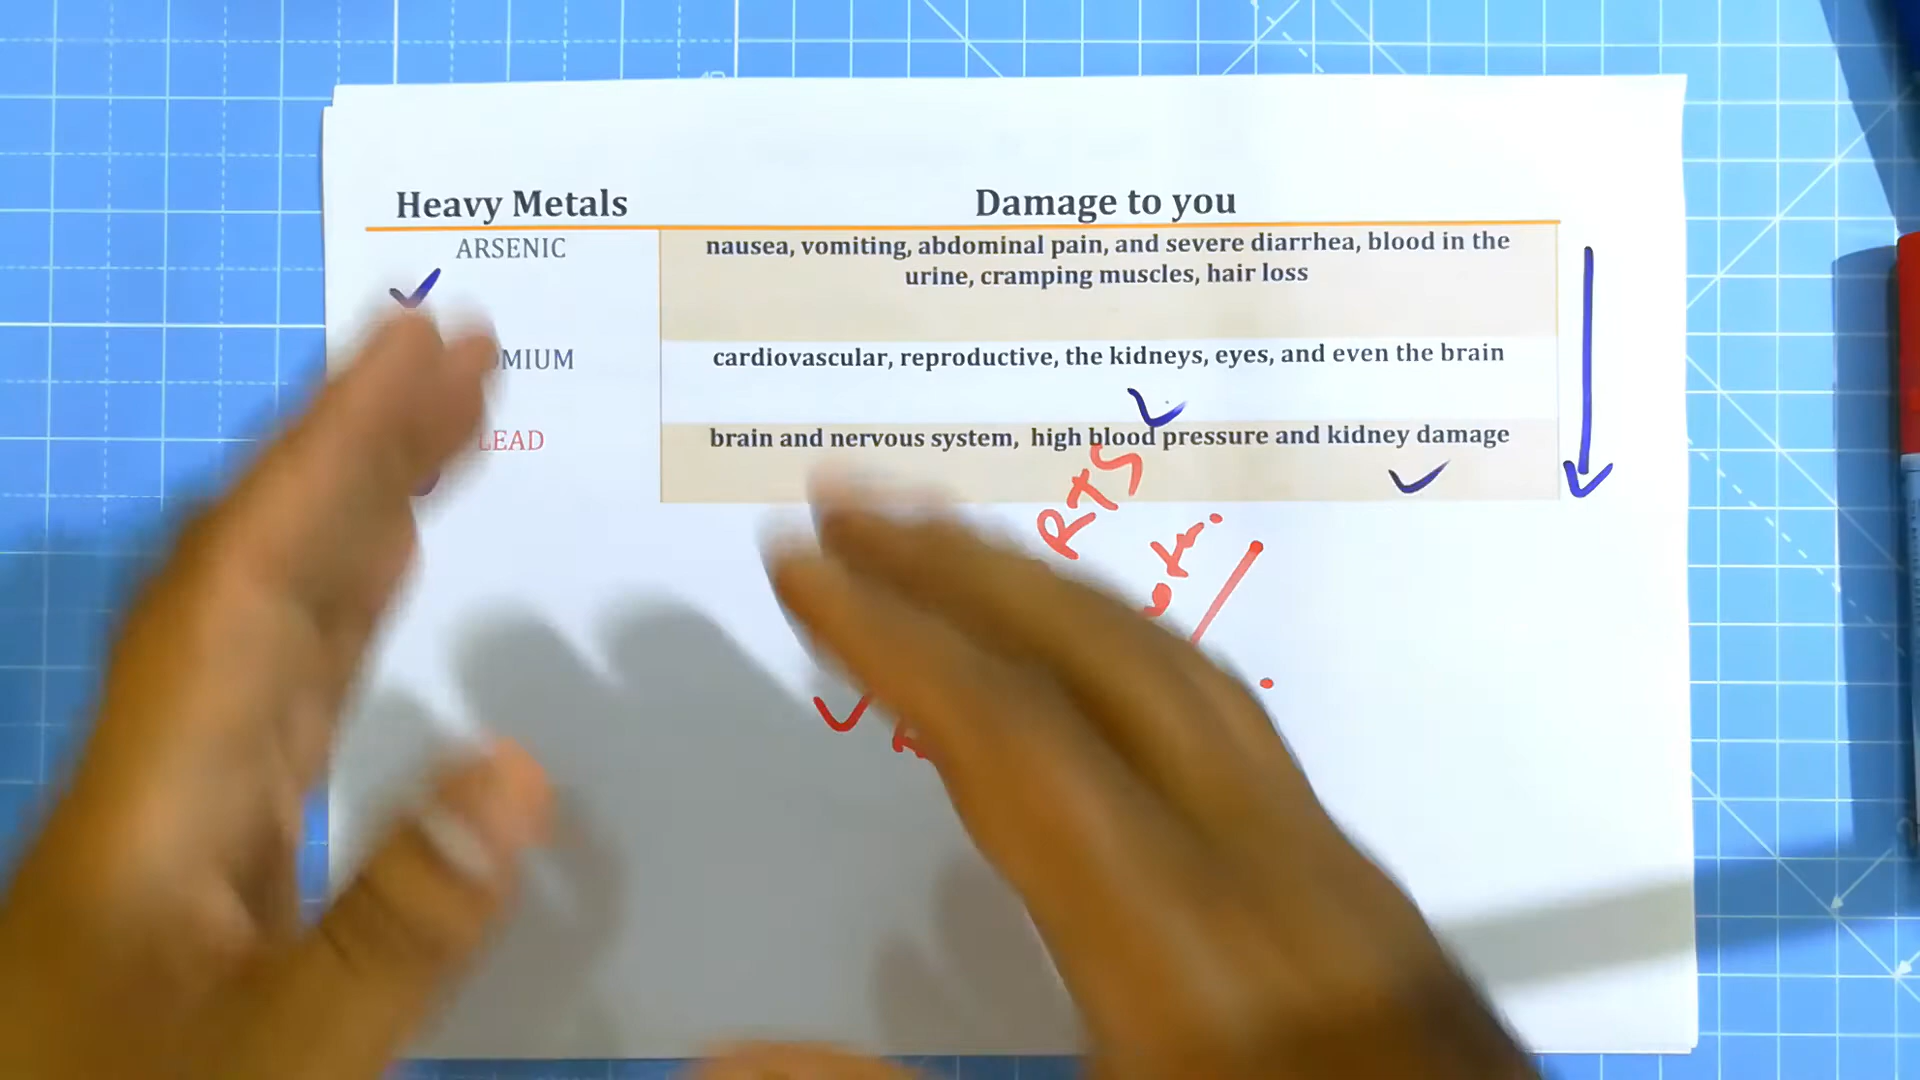 Heavy Metals Damage to you
ARSENIC nausea, vomiting, abdominal pain, and severe diarrhea, blood in the
urine, cramping muscles, hair loss
MIUM cardiovascular, reproductive, the kidneys, eyes, and even the brain
LEAD brain and nervous system, high blood pressure and kidney damage
RTS